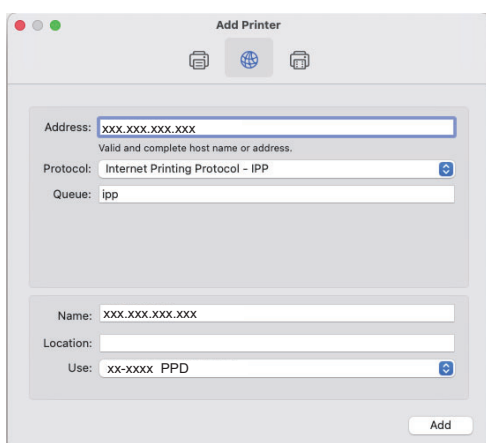 Add Printer
Address: xxx.xxx.xxx.xxx
Valid and complete host name or address.
Protocol: Internet Printing Protocol – IPP
Queue: ipp
Name: xxx.xxx.xxx.xxx
Location:
Use: xx-xxxx PPD
Add